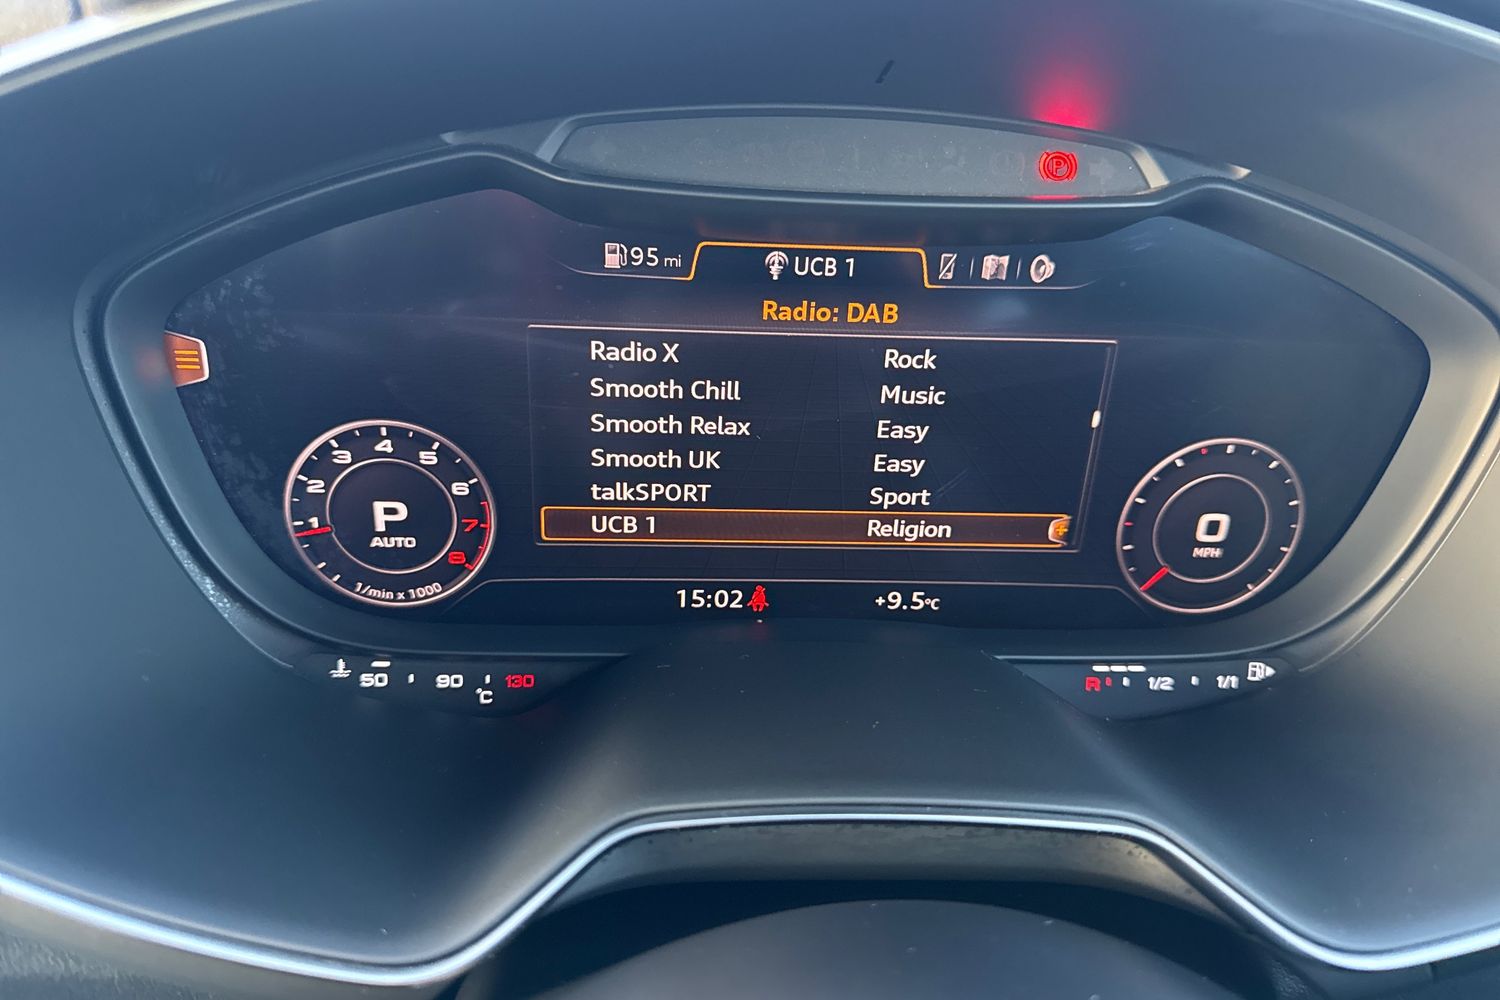 P
95 mi
UCB 1
Radio: DAB
Radio X Rock
Smooth Chill Music
Smooth Relax Easy
Smooth UK Easy
talkSPORT Sport
UCB 1 Religion
1 2 3 4 5 6 7 8
P
AUTO
1/min x 1000
0
MPH
15:02
+9.5°C
50 90 130
°C
R 1/2 1/1